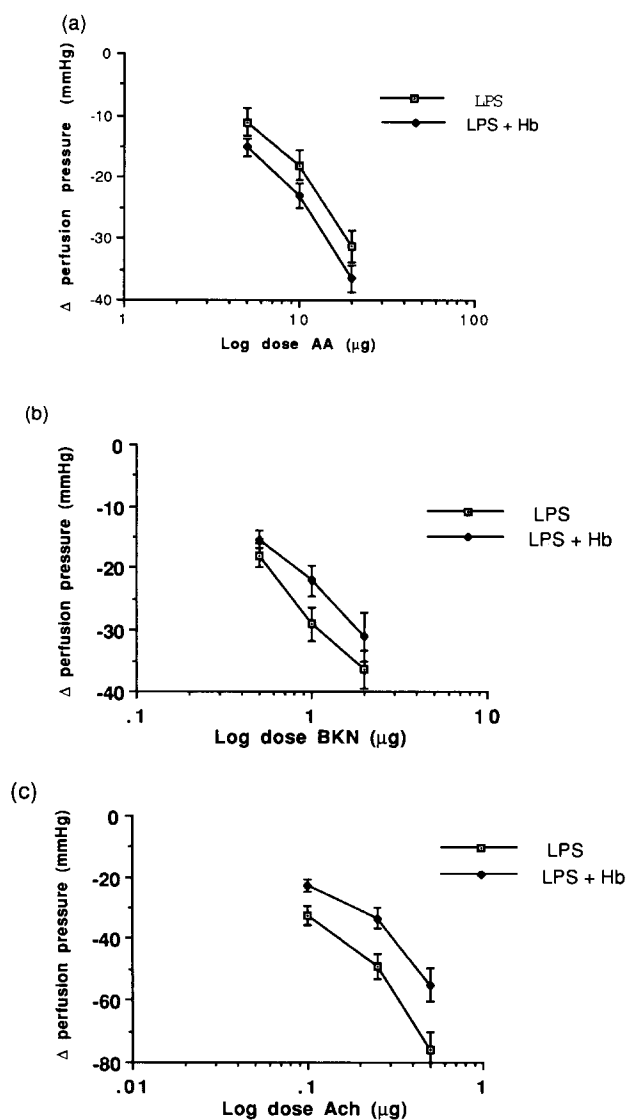 (a)
Δ perfusion pressure (mmHg)
0
-10
-20
-30
-40
1
10
100
Log dose AA (µg)
LPS
LPS + Hb
(b)
Δ perfusion pressure (mmHg)
0
-10
-20
-30
-40
.1
1
10
Log dose BKN (µg)
LPS
LPS + Hb
(c)
Δ perfusion pressure (mmHg)
0
-20
-40
-60
-80
.01
.1
1
Log dose Ach (µg)
LPS
LPS + Hb